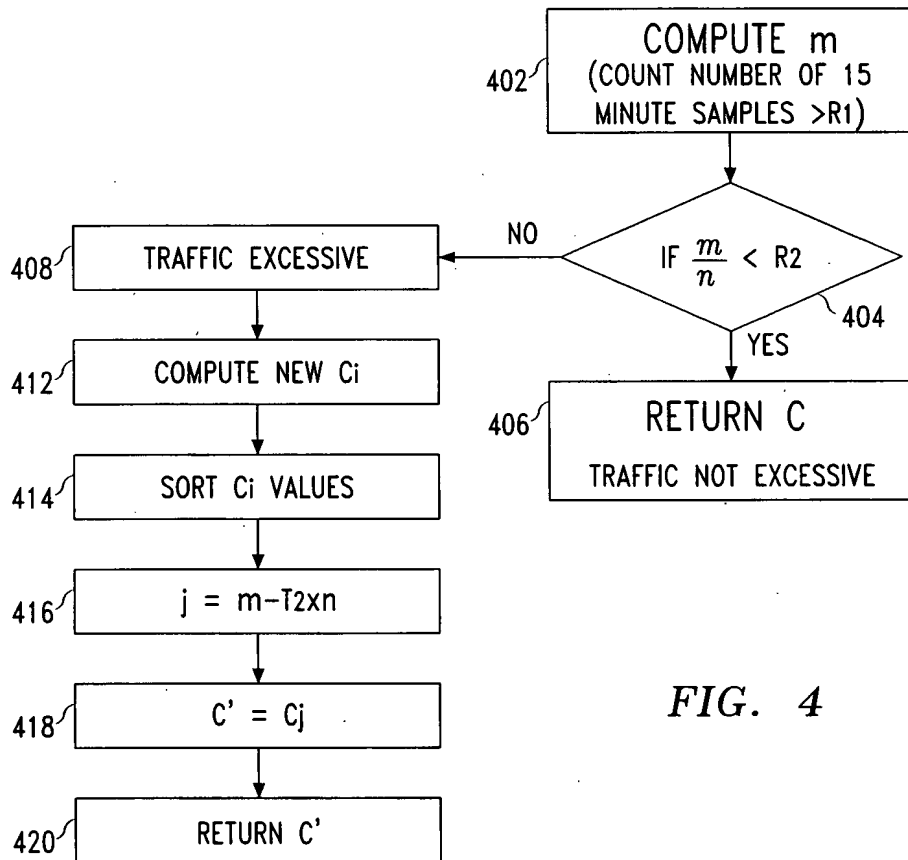 COMPUTE m
(COUNT NUMBER OF 15
MINUTE SAMPLES >R1)
402
IF m/n < R2
404
NO
YES
RETURN C
TRAFFIC NOT EXCESSIVE
406
TRAFFIC EXCESSIVE
408
COMPUTE NEW Ci
412
SORT Ci VALUES
414
j = m-T2xn
416
C' = Cj
418
RETURN C'
420
FIG. 4